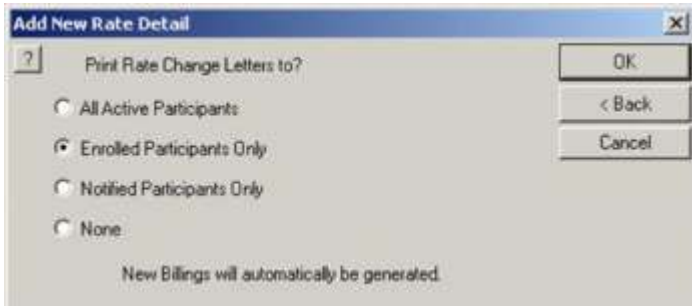 Add New Rate Detail
?
Print Rate Change Letters to?
OK
All Active Participants
< Back
Enrolled Participants Only
Cancel
Notified Participants Only
None
New Billings will automatically be generated.